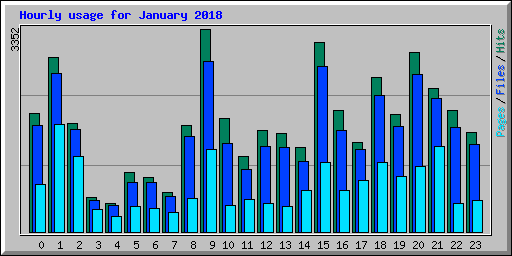 Hourly usage for January 2018
3352
Pages/Files/Hits
0 1 2 3 4 5 6 7 8 9 10 11 12 13 14 15 16 17 18 19 20 21 22 23